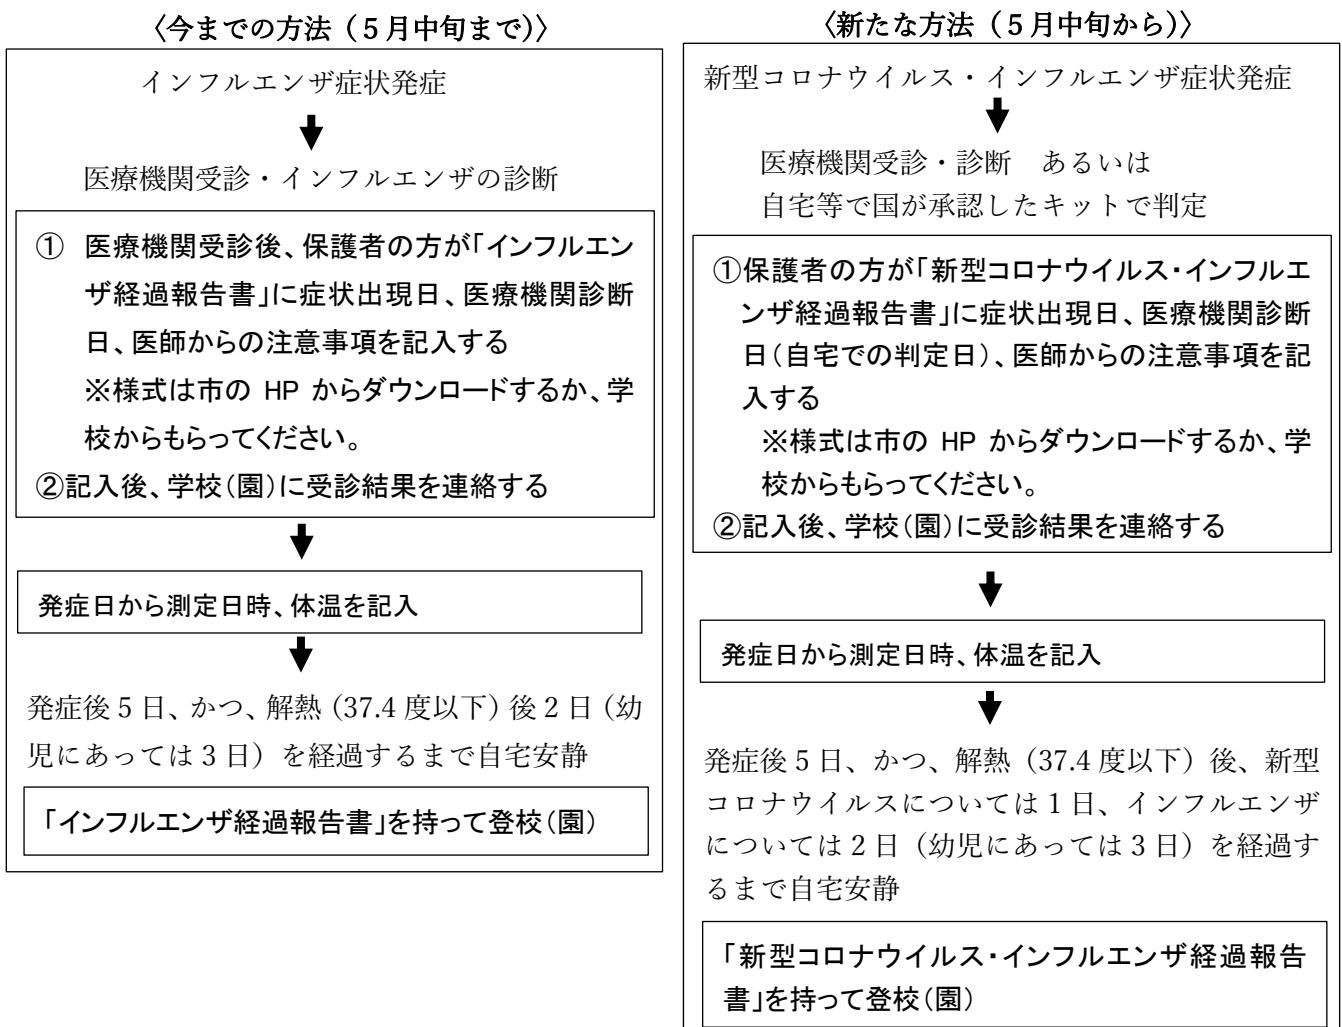 〈今までの方法（５月中旬まで）〉
インフルエンザ症状発症
医療機関受診・インフルエンザの診断
① 医療機関受診後、保護者の方が「インフルエン
ザ経過報告書」に症状出現日、医療機関診断
日、医師からの注意事項を記入する
※様式は市の HP からダウンロードするか、学
校からもらってください。
②記入後、学校（園）に受診結果を連絡する
発症日から測定日時、体温を記入
発症後 5 日、かつ、解熱（37.4 度以下）後 2 日（幼
児にあっては 3 日）を経過するまで自宅安静
「インフルエンザ経過報告書」を持って登校（園）
〈新たな方法（５月中旬から）〉
新型コロナウイルス・インフルエンザ症状発症
医療機関受診・診断　あるいは
自宅等で国が承認したキットで判定
①保護者の方が「新型コロナウイルス・インフルエ
ンザ経過報告書」に症状出現日、医療機関診断
日（自宅での判定日）、医師からの注意事項を記
入する
※様式は市の HP からダウンロードするか、学
校からもらってください。
②記入後、学校（園）に受診結果を連絡する
発症日から測定日時、体温を記入
発症後 5 日、かつ、解熱（37.4 度以下）後、新型
コロナウイルスについては 1 日、インフルエンザ
については 2 日（幼児にあっては 3 日）を経過す
るまで自宅安静
「新型コロナウイルス・インフルエンザ経過報告
書」を持って登校（園）